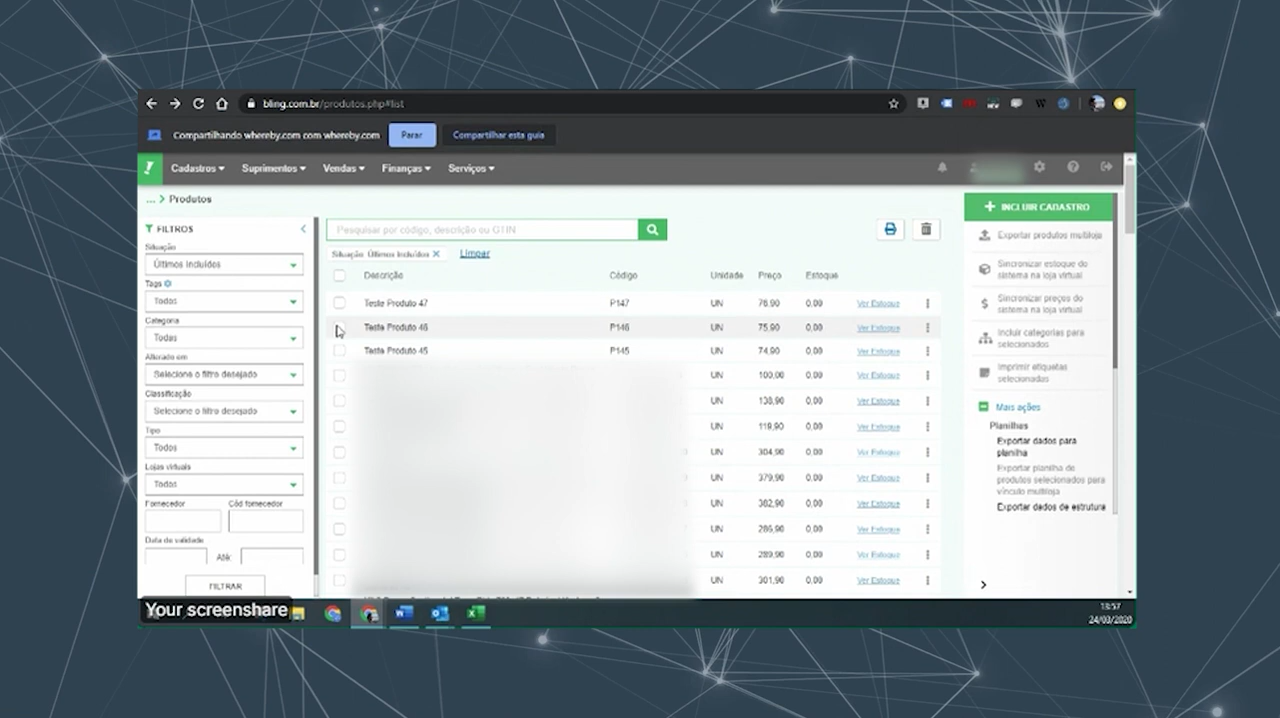 bling.com.br/produtos.php#list
Compartilhando whereby.com com whereby.com
Parar
Compartilhar esta guia
Cadastros
Suprimentos
Vendas
Finanças
Serviços
... > Produtos
FILTROS
Situação
Últimos Incluídos
Tags
Todos
Categoria
Todas
Alterado em
Selecione o filtro desejado
Classificação
Selecione o filtro desejado
Tipo
Todos
Lojas virtuais
Todas
Fornecedor
Cód fornecedor
Data de validade
Até:
FILTRAR
Pesquisar por código, descrição ou GTIN
Situação: Últimos Incluídos
Limpar
Descrição Código Unidade Preço Estoque
Teste Produto 47 P147 UN 76,90 0,00 Ver Estoque
Teste Produto 46 P146 UN 75,90 0,00 Ver Estoque
Teste Produto 45 P145 UN 74,90 0,00 Ver Estoque
UN 100,00 0,00 Ver Estoque
UN 138,90 0,00 Ver Estoque
UN 119,90 0,00 Ver Estoque
UN 304,90 0,00 Ver Estoque
UN 379,90 0,00 Ver Estoque
UN 382,90 0,00 Ver Estoque
UN 286,90 0,00 Ver Estoque
UN 289,90 0,00 Ver Estoque
UN 301,90 0,00 Ver Estoque
INCLUIR CADASTRO
Exportar produtos multiloja
Sincronizar estoque do
sistema na loja virtual
Sincronizar preços do
sistema na loja virtual
Incluir categorias para
selecionados
Imprimir etiquetas
selecionadas
Mais ações
Planilhas
Exportar dados para
planilha
Exportar planilha de
produtos selecionados para
vínculo multiloja
Exportar dados de estrutura
Your screenshare
13:57
24/03/2020